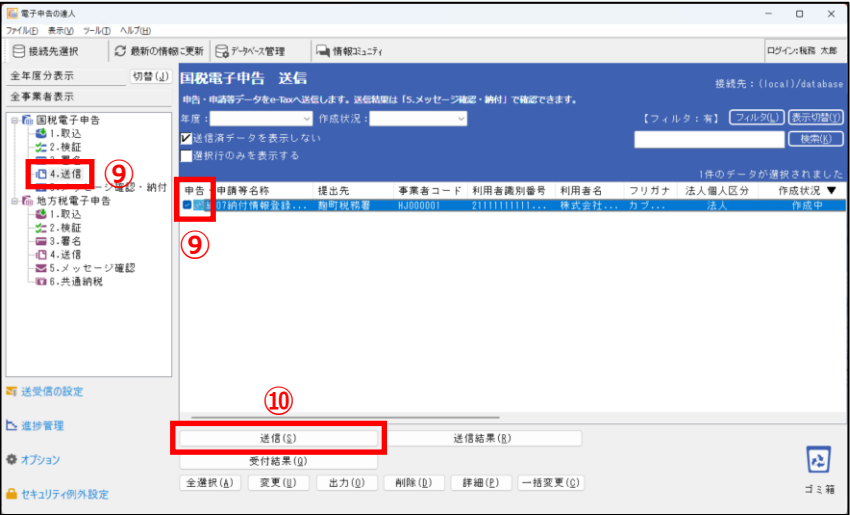 電子申告の達人
ファイル(F) 表示(V) ツール(T) ヘルプ(H)
接続先選択 最新の情報に更新 データベース管理 情報コミュニティ ログイン:税務 太郎
全年度分表示 切替(J)
全事業者表示
国税電子申告
1.取込
2.検証
3.署名
4.送信
ージ確認・納付
地方税電子申告
1.取込
2.検証
3.署名
4.送信
5.メッセージ確認
6.共通納税
⑨
送受信の設定
進捗管理
オプション
セキュリティ例外設定
国税電子申告 送信
接続先:(local)/database
申告・申請等データをe-Taxへ送信します。送信結果は「5.メッセージ確認・納付」で確認できます。
年度: 作成状況: 【フィルタ:有】 フィルタ(L) 表示切替(Y)
送信済データを表示しない 検索(K)
選択行のみを表示する
1件のデータが選択されました
申告・申請等名称 提出先 事業者コード 利用者識別番号 利用者名 フリガナ 法人個人区分 作成状況 ▼
07納付情報登録... 麹町税務署 HJ000001 21111111111... 株式会社... カブ... 法人 作成中
⑨
⑩
送信(S) 送信結果(R)
受付結果(Q)
全選択(A) 変更(U) 出力(O) 削除(D) 詳細(P) 一括変更(C)
ゴミ箱